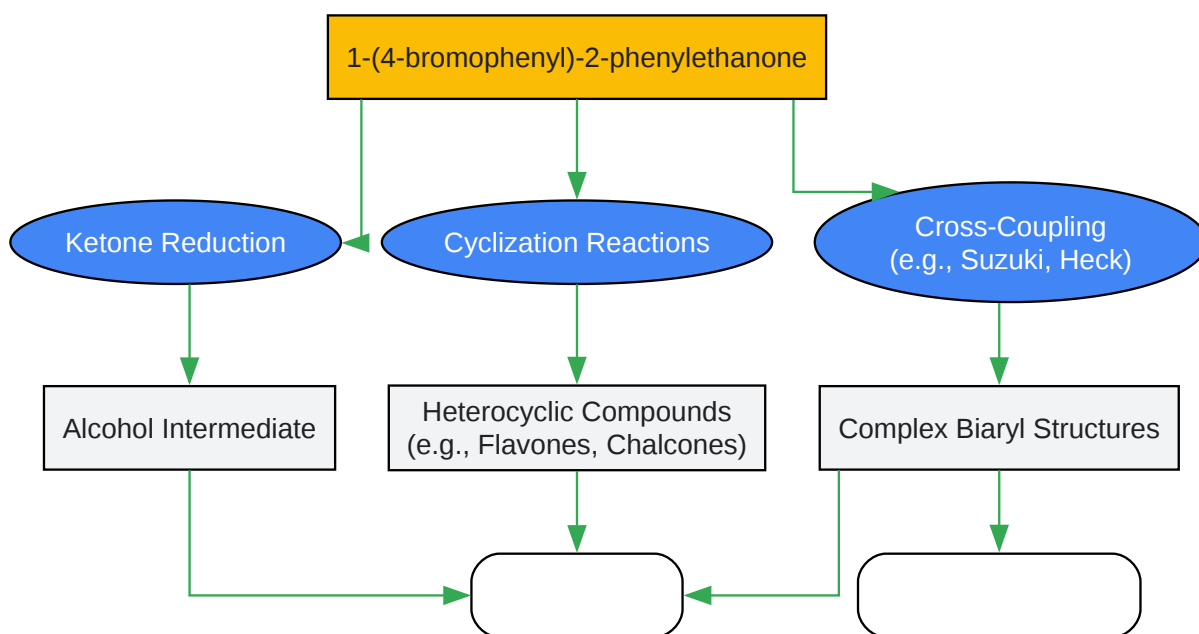 1-(4-bromophenyl)-2-phenylethanone
Ketone Reduction
Cyclization Reactions
Cross-Coupling
(e.g., Suzuki, Heck)
Alcohol Intermediate
Heterocyclic Compounds
(e.g., Flavones, Chalcones)
Complex Biaryl Structures